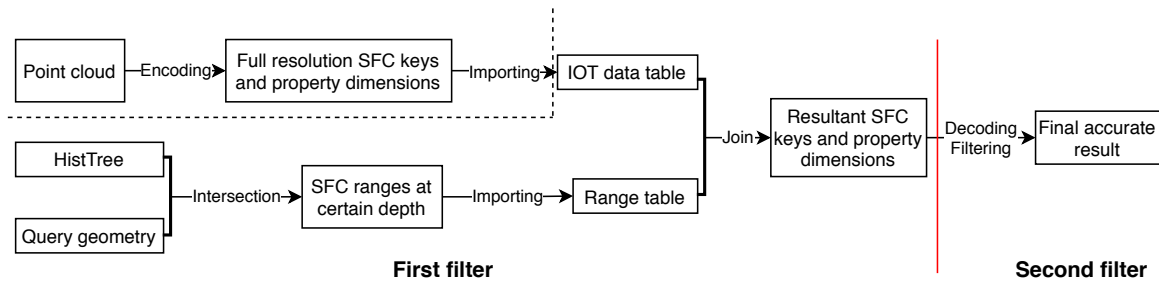 Point cloud
Encoding
Full resolution SFC keys
and property dimensions
Importing
IOT data table
HistTree
Query geometry
Intersection
SFC ranges at
certain depth
Importing
Range table
Join
Resultant SFC
keys and property
dimensions
Decoding
Filtering
Final accurate
result
First filter
Second filter